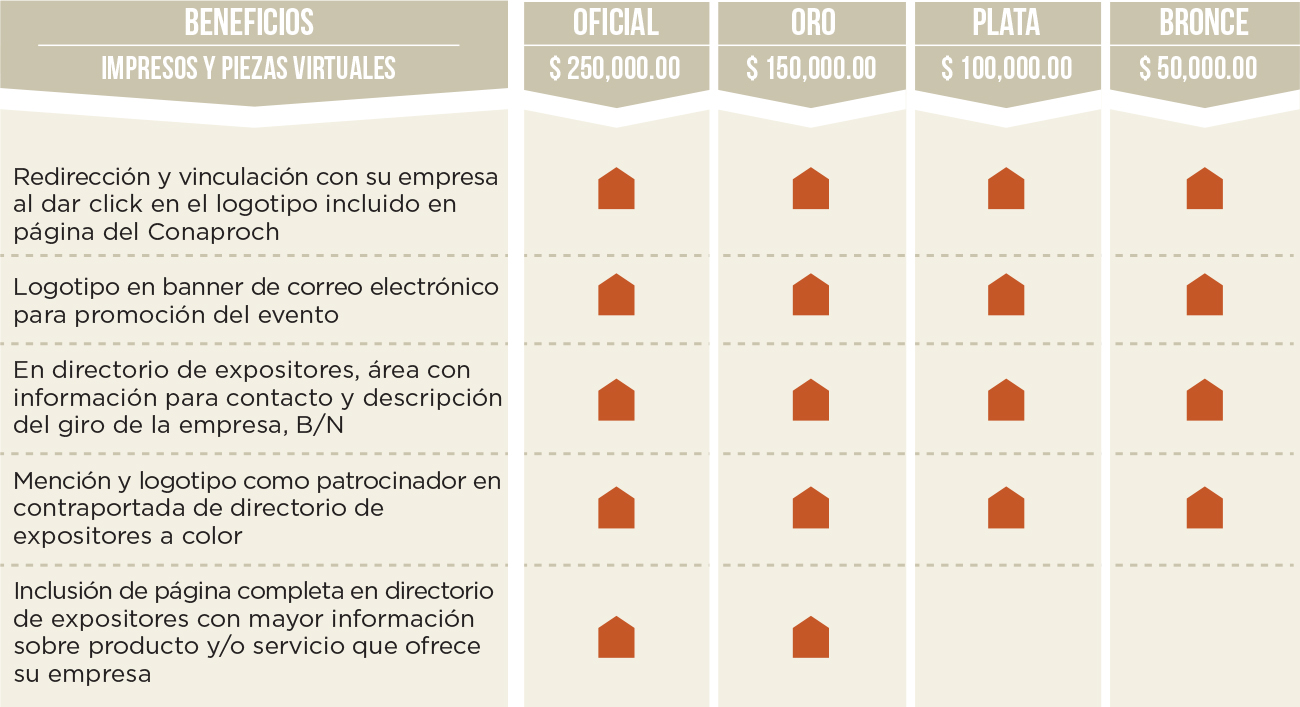 BENEFICIOS
IMPRESOS Y PIEZAS VIRTUALES
OFICIAL
$ 250,000.00
ORO
$ 150,000.00
PLATA
$ 100,000.00
BRONCE
$ 50,000.00
Redirección y vinculación con su empresa
al dar click en el logotipo incluido en
página del Conaproch
Logotipo en banner de correo electrónico
para promoción del evento
En directorio de expositores, área con
información para contacto y descripción
del giro de la empresa, B/N
Mención y logotipo como patrocinador en
contraportada de directorio de
expositores a color
Inclusión de página completa en directorio
de expositores con mayor información
sobre producto y/o servicio que ofrece
su empresa